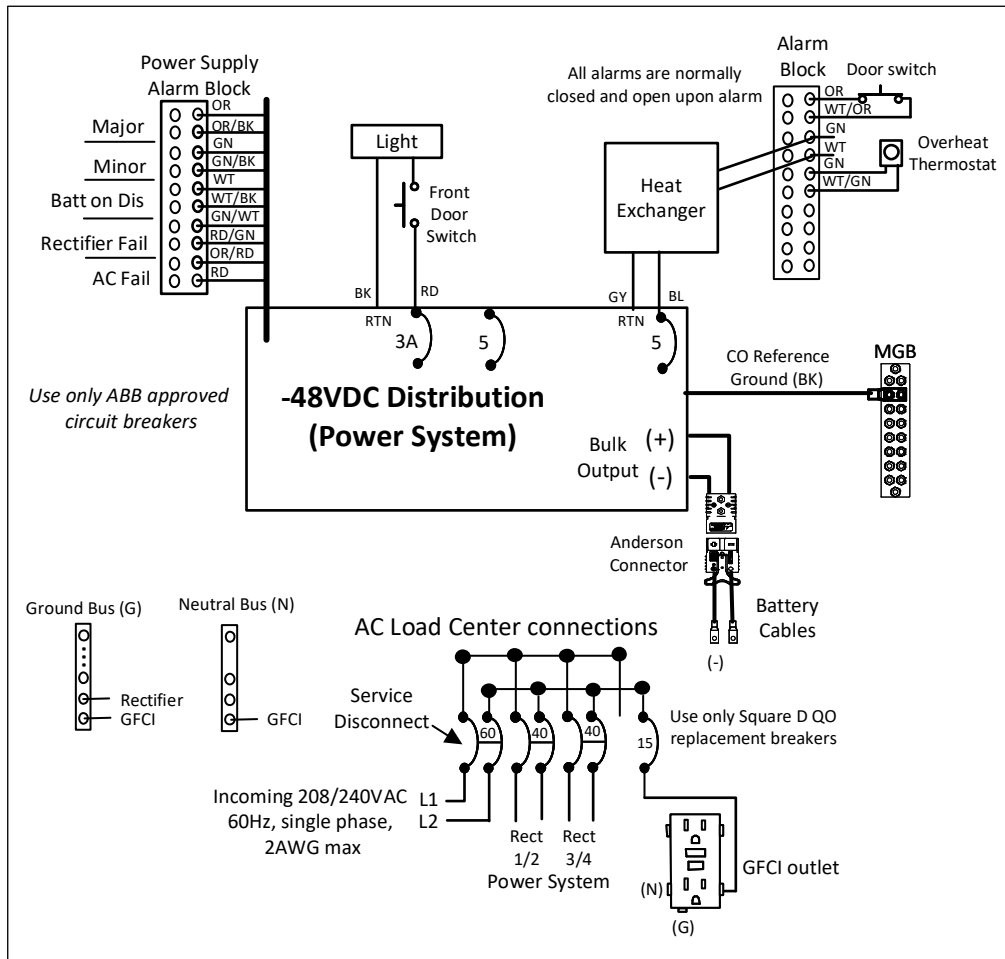 Power Supply
Alarm Block
OR
Major
OR/BK
GN
Minor
GN/BK
WT
Batt on Dis
WT/BK
GN/WT
Rectifier Fail
RD/GN
OR/RD
AC Fail
RD
Light
Front
Door
Switch
BK
RD
RTN
3A
5
All alarms are normally
closed and open upon alarm
Heat
Exchanger
GY
BL
RTN
5
Alarm
Block
Door switch
OR
WT/OR
GN
WT
GN
WT/GN
Overheat
Thermostat
Use only ABB approved
circuit breakers
-48VDC Distribution
(Power System)
CO Reference
Ground (BK)
MGB
Bulk
Output
(+)
(-)
Anderson
Connector
Battery
Cables
(-)
Ground Bus (G)
Rectifier
GFCI
Neutral Bus (N)
GFCI
AC Load Center connections
Service
Disconnect
60
40
40
15
Use only Square D QO
replacement breakers
Incoming 208/240VAC
60Hz, single phase,
2AWG max
L1
L2
Rect
1/2
Rect
3/4
Power System
GFCI outlet
(N)
(G)